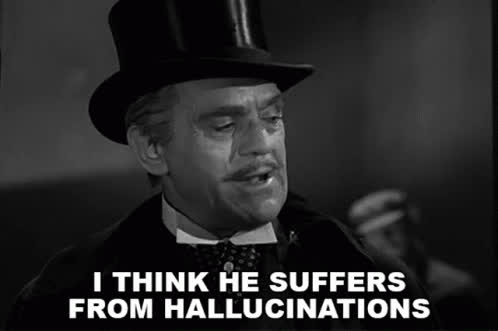 I THINK HE SUFFERS
FROM HALLUCINATIONS